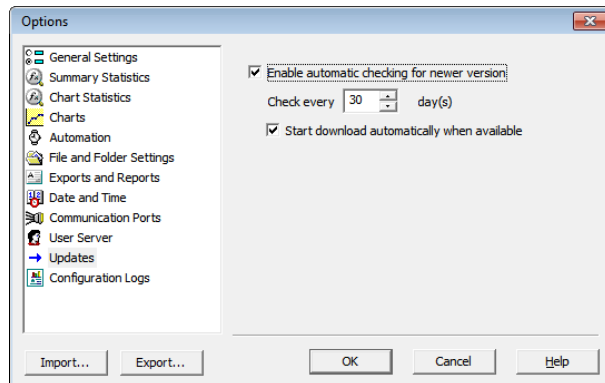 Options
General Settings
Summary Statistics
Chart Statistics
Charts
Automation
File and Folder Settings
Exports and Reports
Date and Time
Communication Ports
User Server
Updates
Configuration Logs
Enable automatic checking for newer version
Check every 30 day(s)
Start download automatically when available
Import... Export... OK Cancel Help